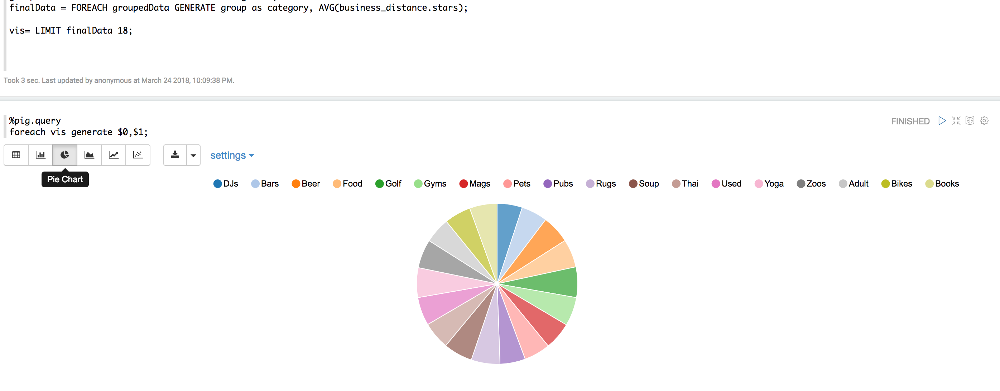 finalData = FOREACH groupedData GENERATE group as category, AVG(business_distance.stars);
vis= LIMIT finalData 18;
Took 3 sec. Last updated by anonymous at March 24 2018, 10:09:38 PM.
%pig.query
FINISHED
foreach vis generate $0,$1;
settings
Pie Chart
DJs Bars Beer Food Golf Gyms Mags Pets Pubs Rugs Soup Thai Used Yoga Zoos Adult Bikes Books